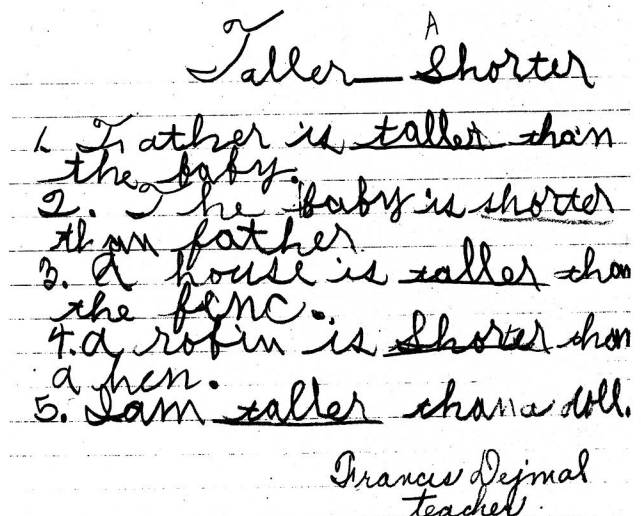 A
Taller Shorter
1. Father is taller than
the baby.
2. The baby is shorter
than father
3. A house is taller than
the fenc.
4. a robin is shorter than
a hen.
5. I am taller than a doll.
Francis Dejmal
teacher